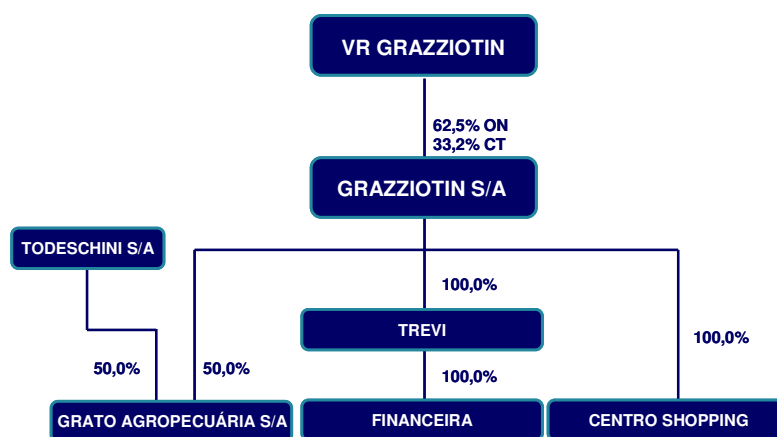 VR GRAZZIOTIN
62,5% ON
33,2% CT
GRAZZIOTIN S/A
TODESCHINI S/A
100,0%
TREVI
100,0%
50,0%
50,0%
100,0%
GRATO AGROPECUÁRIA S/A
FINANCEIRA
CENTRO SHOPPING